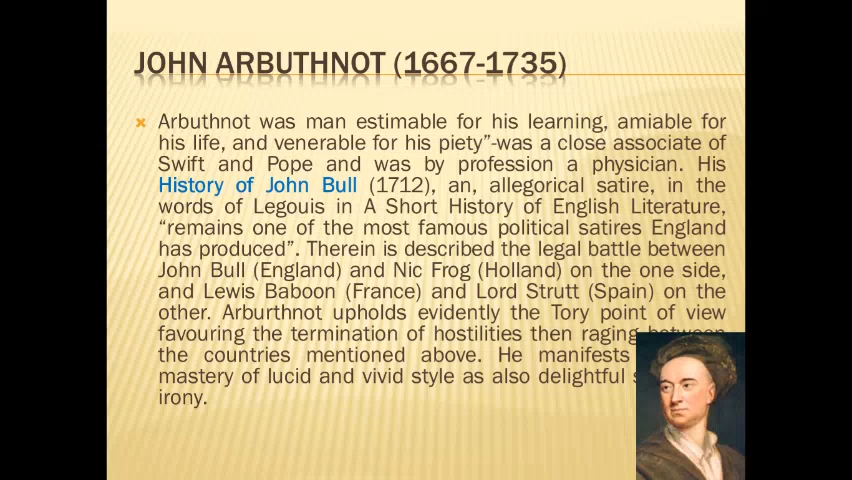 JOHN ARBUTHNOT (1667-1735)
Arbuthnot was man estimable for his learning, amiable for
his life, and venerable for his piety”-was a close associate of
Swift and Pope and was by profession a physician. His
History of John Bull (1712), an, allegorical satire, in the
words of Legouis in A Short History of English Literature,
“remains one of the most famous political satires England
has produced”. Therein is described the legal battle between
John Bull (England) and Nic Frog (Holland) on the one side,
and Lewis Baboon (France) and Lord Strutt (Spain) on the
other. Arburthnot upholds evidently the Tory point of view
favouring the termination of hostilities then raging between
the countries mentioned above. He manifests
mastery of lucid and vivid style as also delightful
irony.